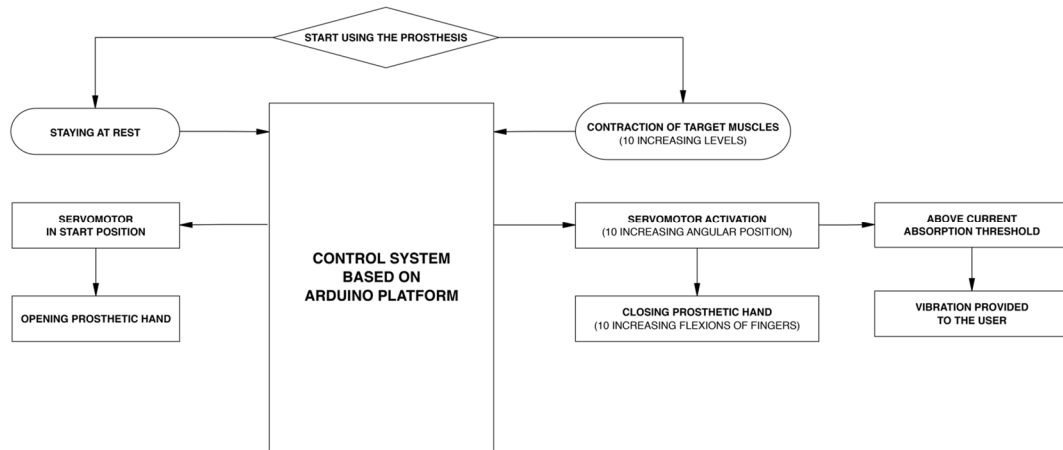 START USING THE PROSTHESIS
STAYING AT REST
CONTRACTION OF TARGET MUSCLES
(10 INCREASING LEVELS)
SERVOMOTOR
IN START POSITION
SERVOMOTOR ACTIVATION
(10 INCREASING ANGULAR POSITION)
ABOVE CURRENT
ABSORPTION THRESHOLD
CONTROL SYSTEM
BASED ON
ARDUINO PLATFORM
OPENING PROSTHETIC HAND
CLOSING PROSTHETIC HAND
(10 INCREASING FLEXIONS OF FINGERS)
VIBRATION PROVIDED
TO THE USER